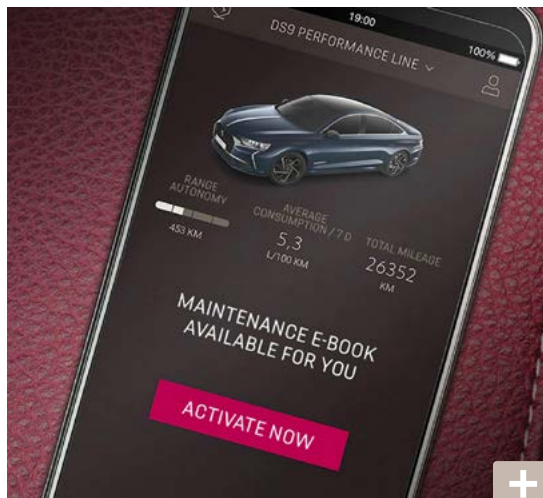 19:00
100%
DS9 PERFORMANCE LINE
RANGE
AUTONOMY
453 KM
AVERAGE
CONSUMPTION / 7 D
5,3
L/100 KM
TOTAL MILEAGE
26352
KM
MAINTENANCE E-BOOK
AVAILABLE FOR YOU
ACTIVATE NOW